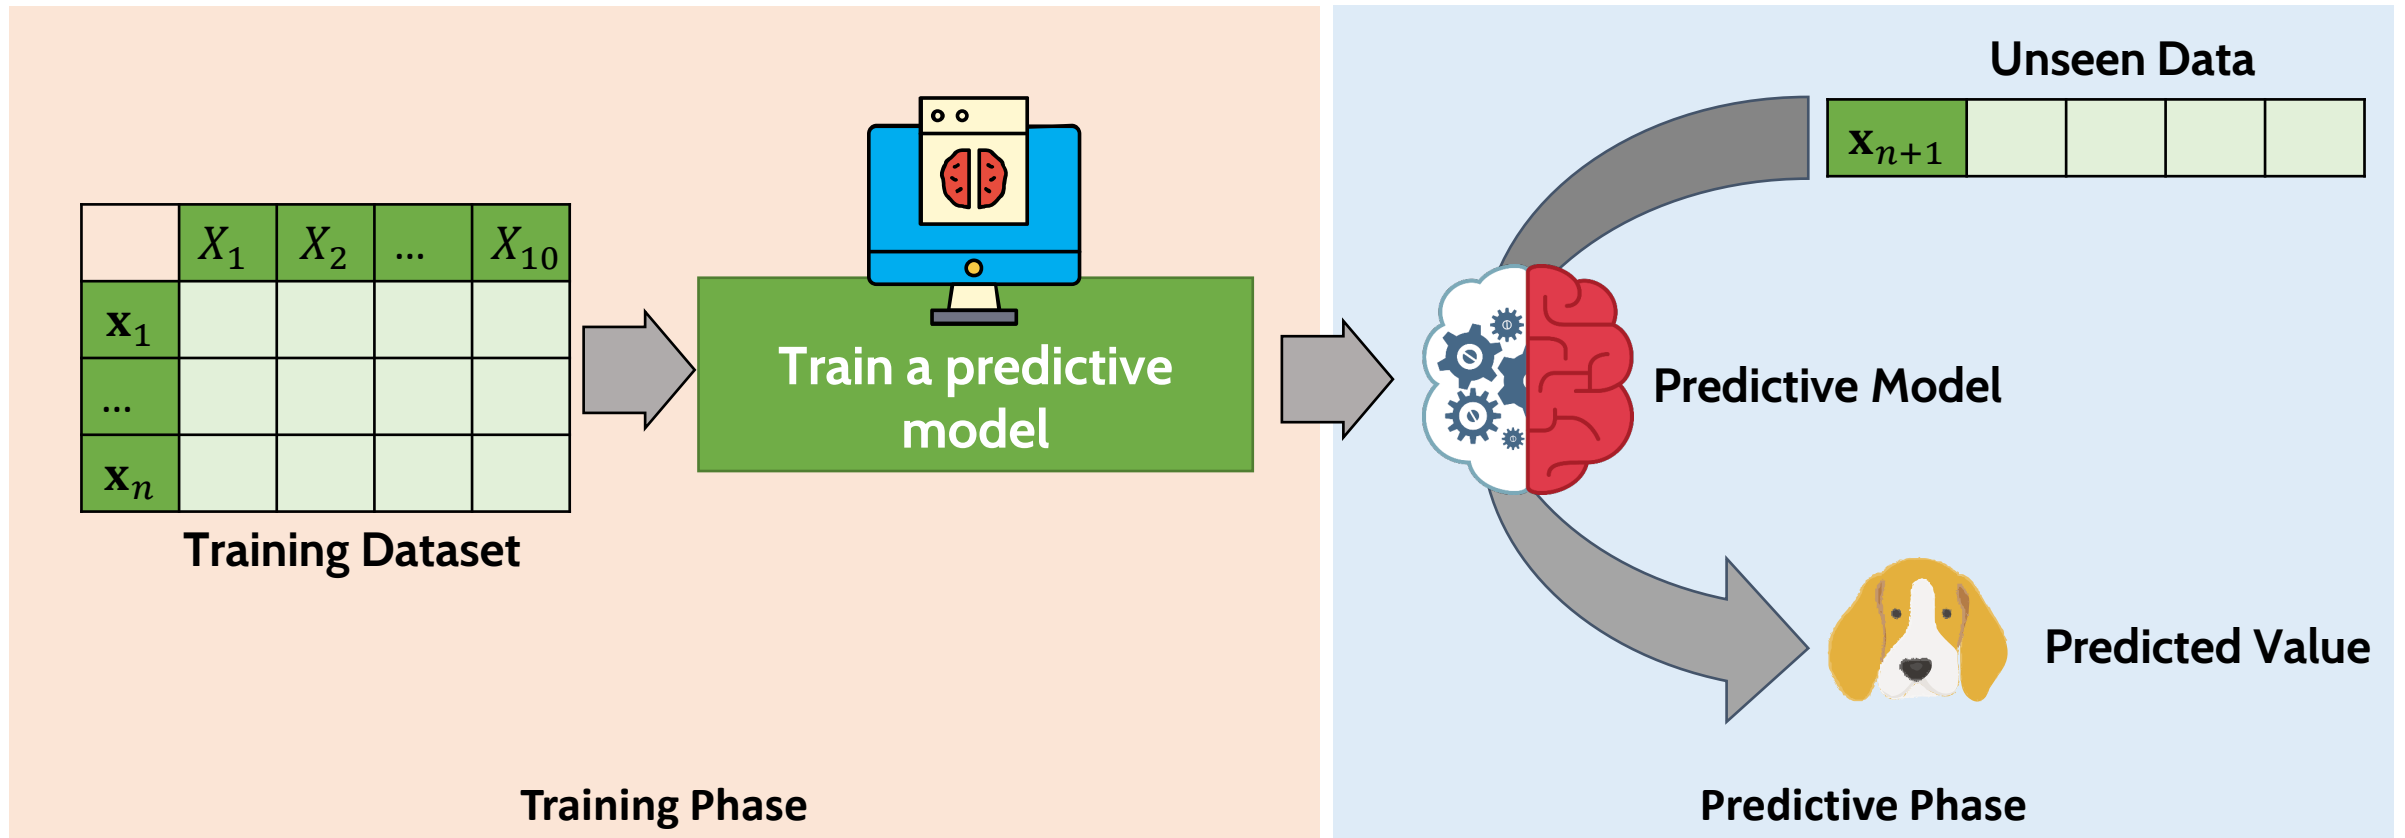 X₁ X₂ ... X₁₀
𝐱₁
...
𝐱ₙ
Training Dataset
Train a predictive
model
Training Phase
Unseen Data
𝐱ₙ₊₁
Predictive Model
Predicted Value
Predictive Phase